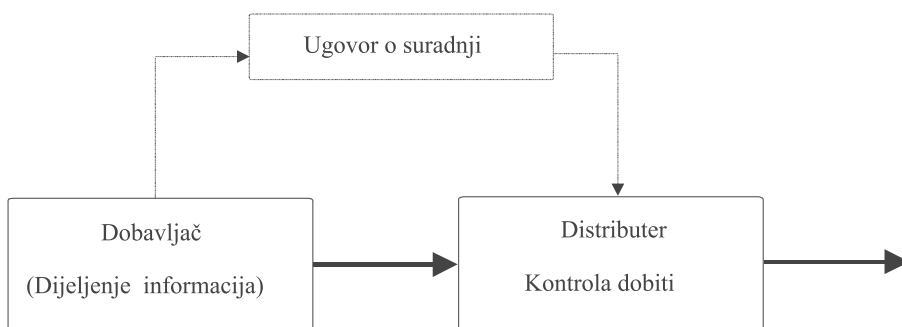 Ugovor o suradnji
Dobavljač
(Dijeljenje informacija)
Distributer
Kontrola dobiti